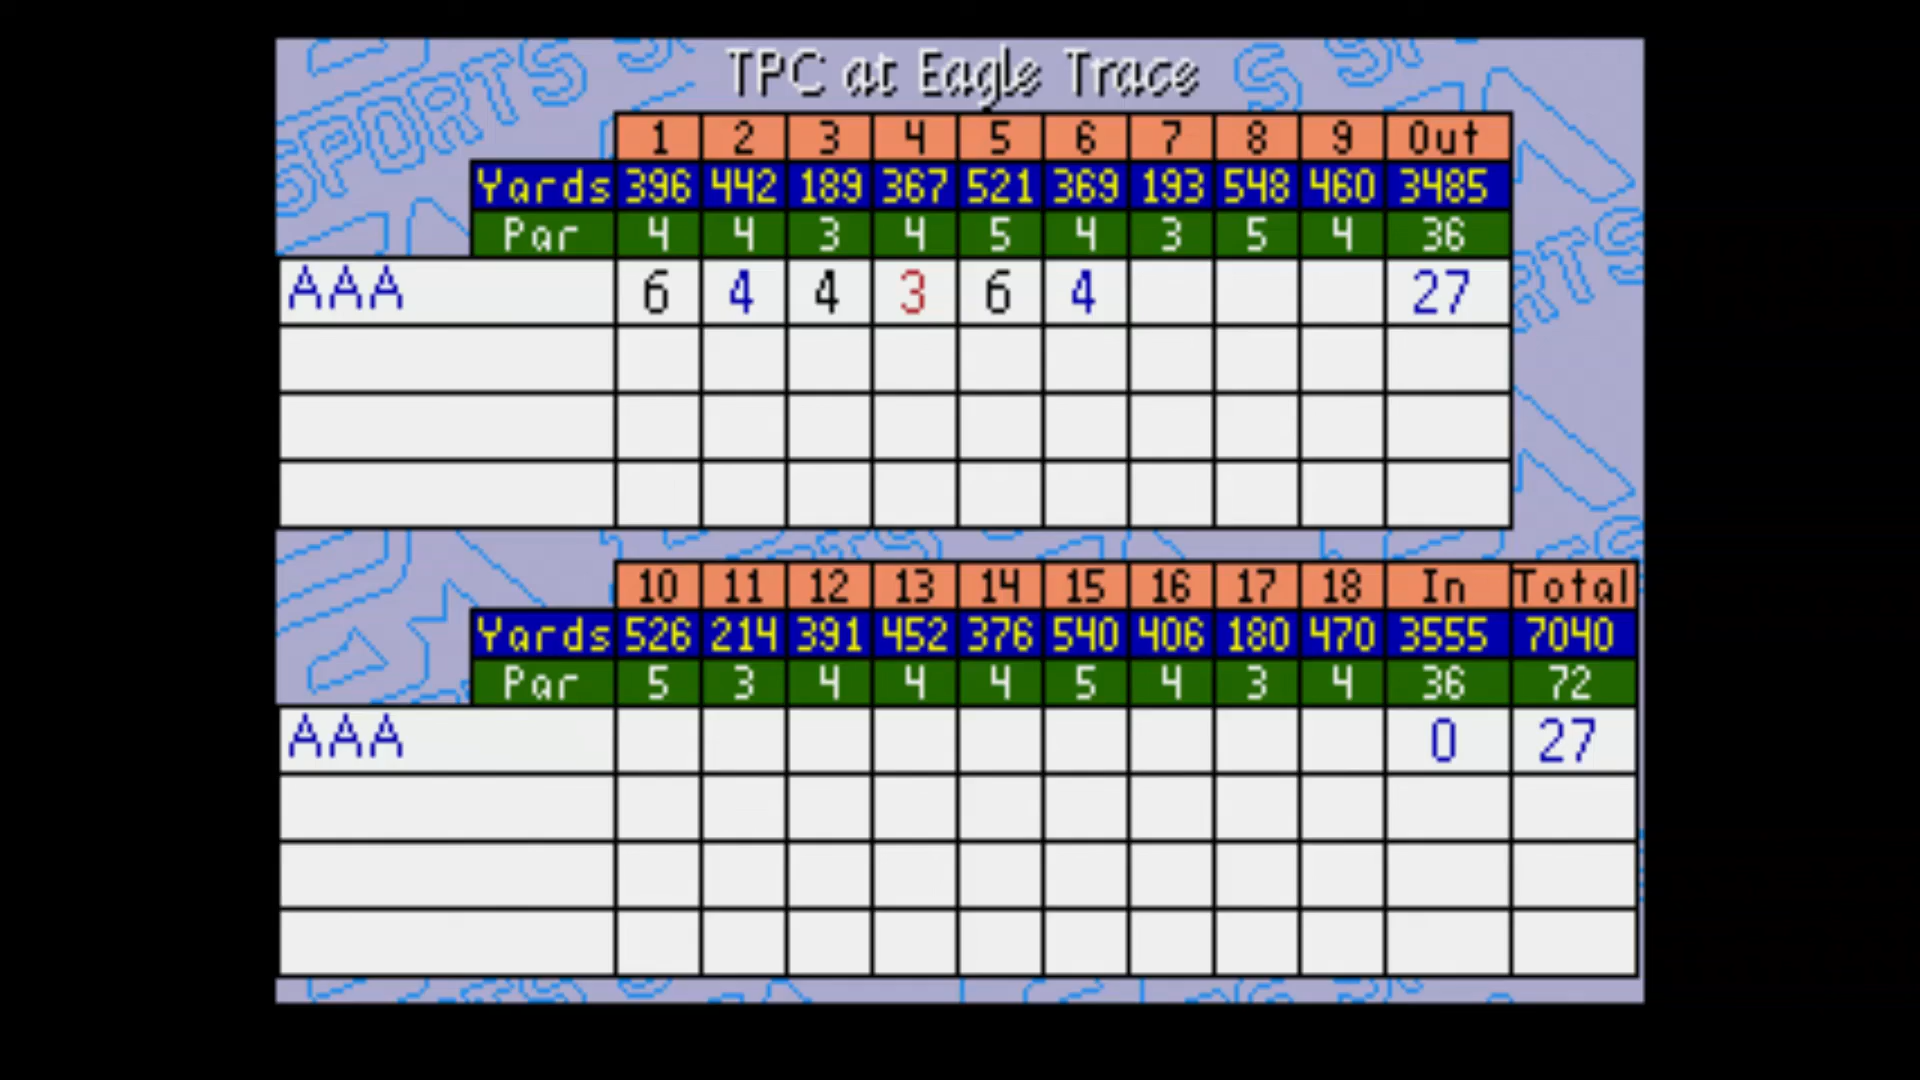 TPC at Eagle Trace
1 2 3 4 5 6 7 8 9 Out
Yards 396 442 189 367 521 369 193 548 460 3485
Par 4 4 3 4 5 4 3 5 4 36
AAA 6 4 4 3 6 4 27
10 11 12 13 14 15 16 17 18 In Total
Yards 526 214 391 452 376 540 406 180 470 3555 7040
Par 5 3 4 4 4 5 4 3 4 36 72
AAA 0 27
SPORTS